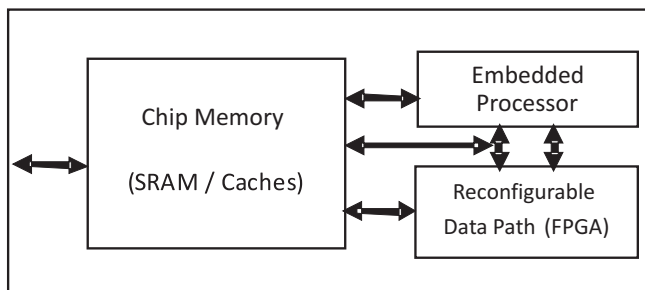 Chip Memory
(SRAM / Caches)
Embedded
Processor
Reconfigurable
Data Path (FPGA)